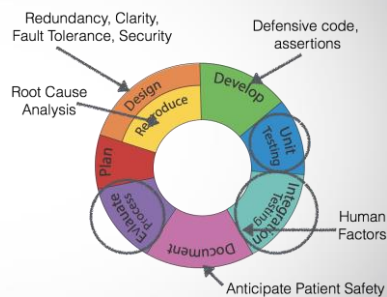 Redundancy, Clarity,
Fault Tolerance, Security
Defensive code,
assertions
Root Cause
Analysis
Design
Reproduce
Develop
Unit
Testing
Plan
Integration
Testing
Evlauate
process
Document
Human
Factors
Anticipate Patient Safety